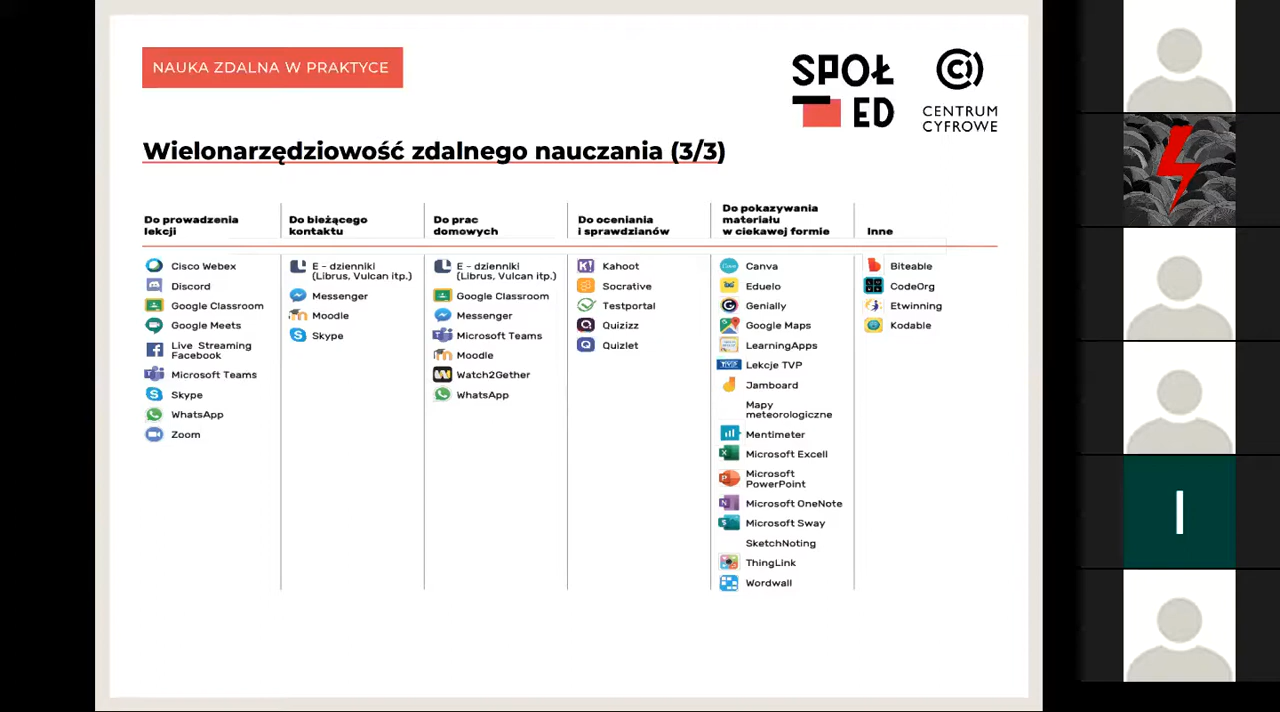 NAUKA ZDALNA W PRAKTYCE
SPOŁ
ED
CENTRUM
CYFROWE
Wielonarzędziowość zdalnego nauczania (3/3)
Do prowadzenia
lekcji
Cisco Webex
Discord
Google Classroom
Google Meets
Live Streaming
Facebook
Microsoft Teams
Skype
WhatsApp
Zoom
Do bieżącego
kontaktu
E - dzienniki
(Librus, Vulcan itp.)
Messenger
Moodle
Skype
Do prac
domowych
E - dzienniki
(Librus, Vulcan itp.)
Google Classroom
Messenger
Microsoft Teams
Moodle
Watch2Gether
WhatsApp
Do oceniania
i sprawdzianów
Kahoot
Socrative
Testportal
Quizizz
Quizlet
Do pokazywania
materiału
w ciekawej formie
Canva
Eduelo
Genially
Google Maps
LearningApps
Lekcje TVP
Jamboard
Mapy
meteorologiczne
Mentimeter
Microsoft Excell
Microsoft
PowerPoint
Microsoft OneNote
Microsoft Sway
SketchNoting
ThingLink
Wordwall
Inne
Biteable
CodeOrg
Etwinning
Kodable
I